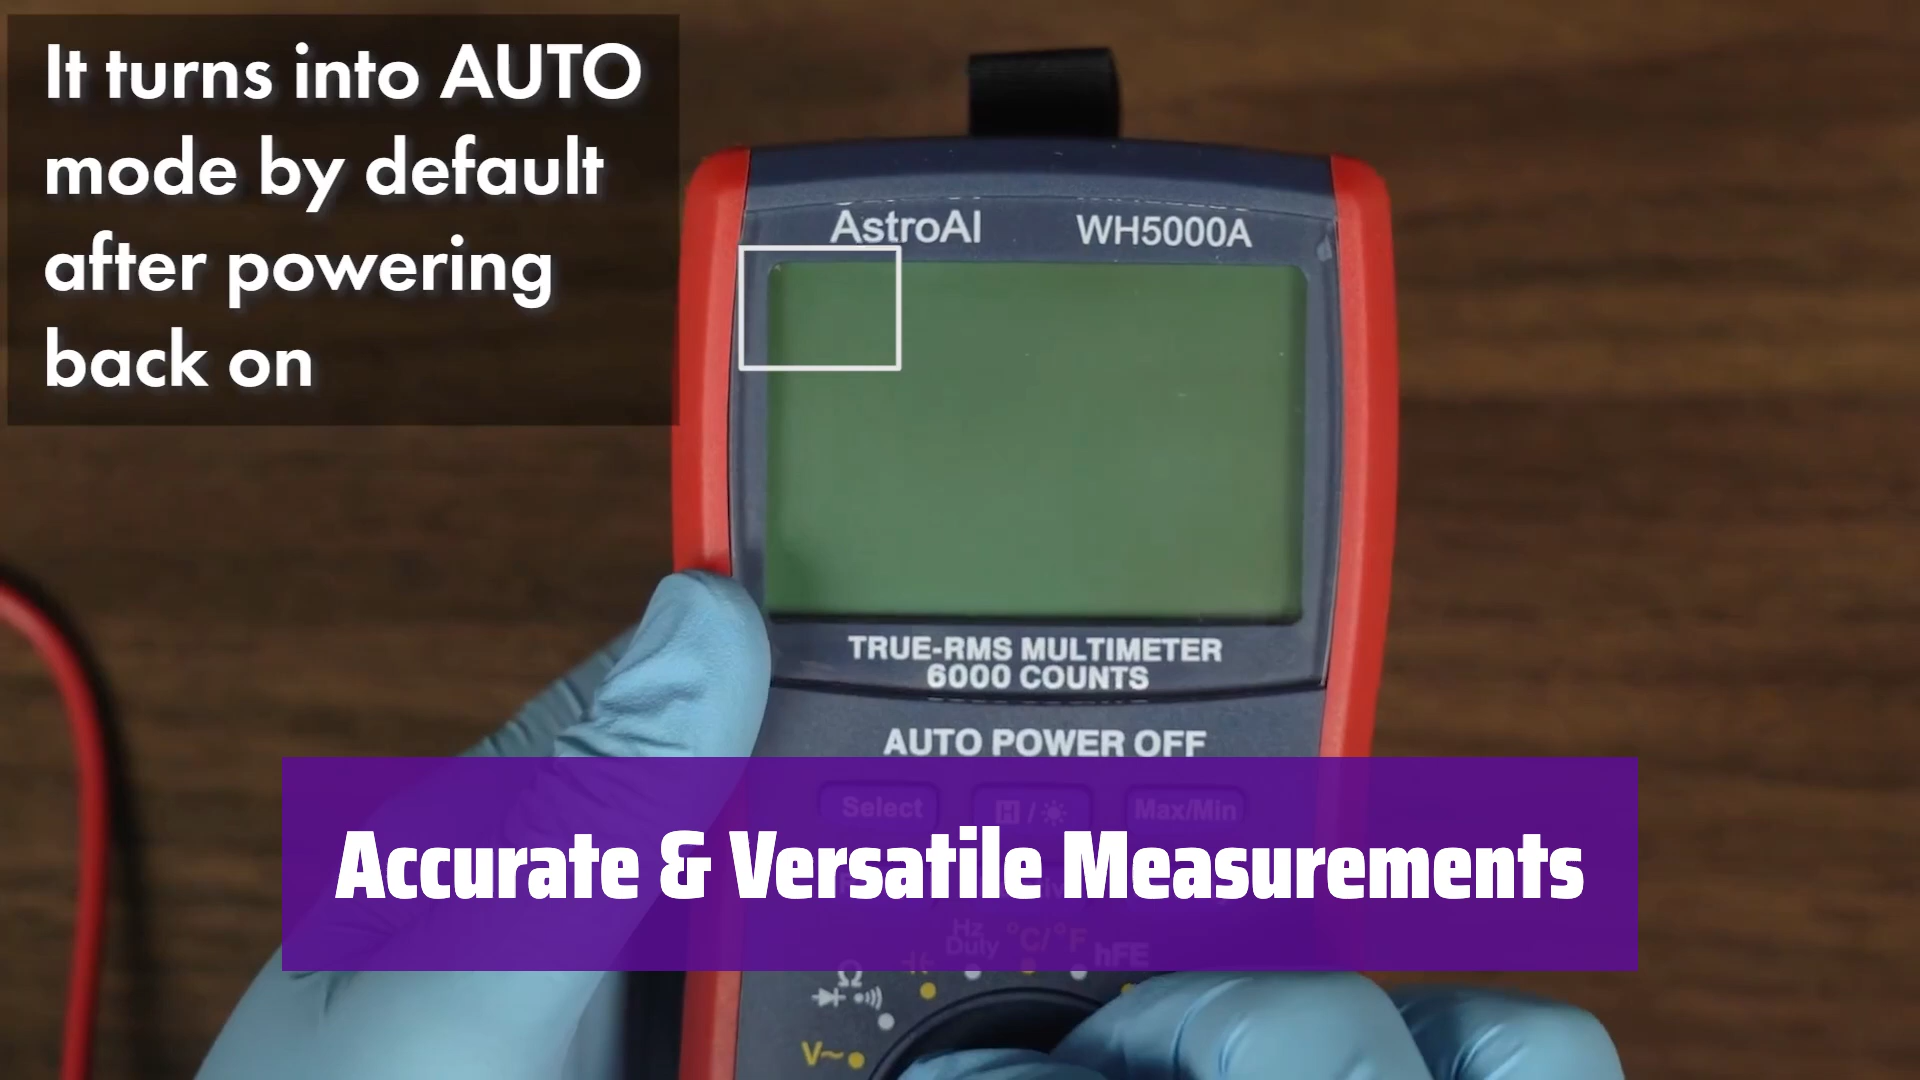 It turns into AUTO
mode by default
after powering
back on
AstroAI WH5000A
TRUE-RMS MULTIMETER
6000 COUNTS
AUTO POWER OFF
Select H / Max/Min
Accurate & Versatile Measurements
Hz
Duty °C/°F hFE
Ω
V~